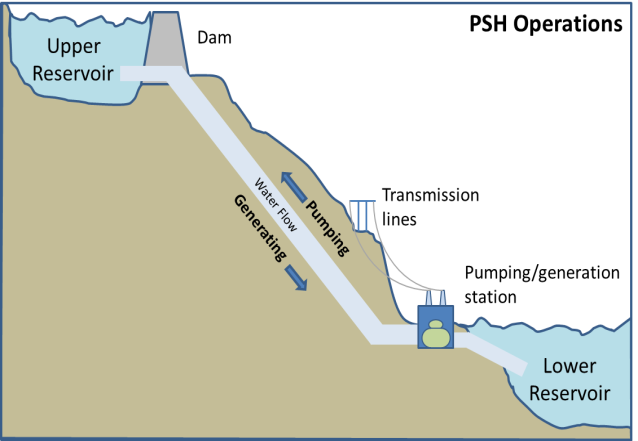 PSH Operations
Upper
Reservoir
Dam
Water Flow
Pumping
Generating
Transmission
lines
Pumping/generation
station
Lower
Reservoir